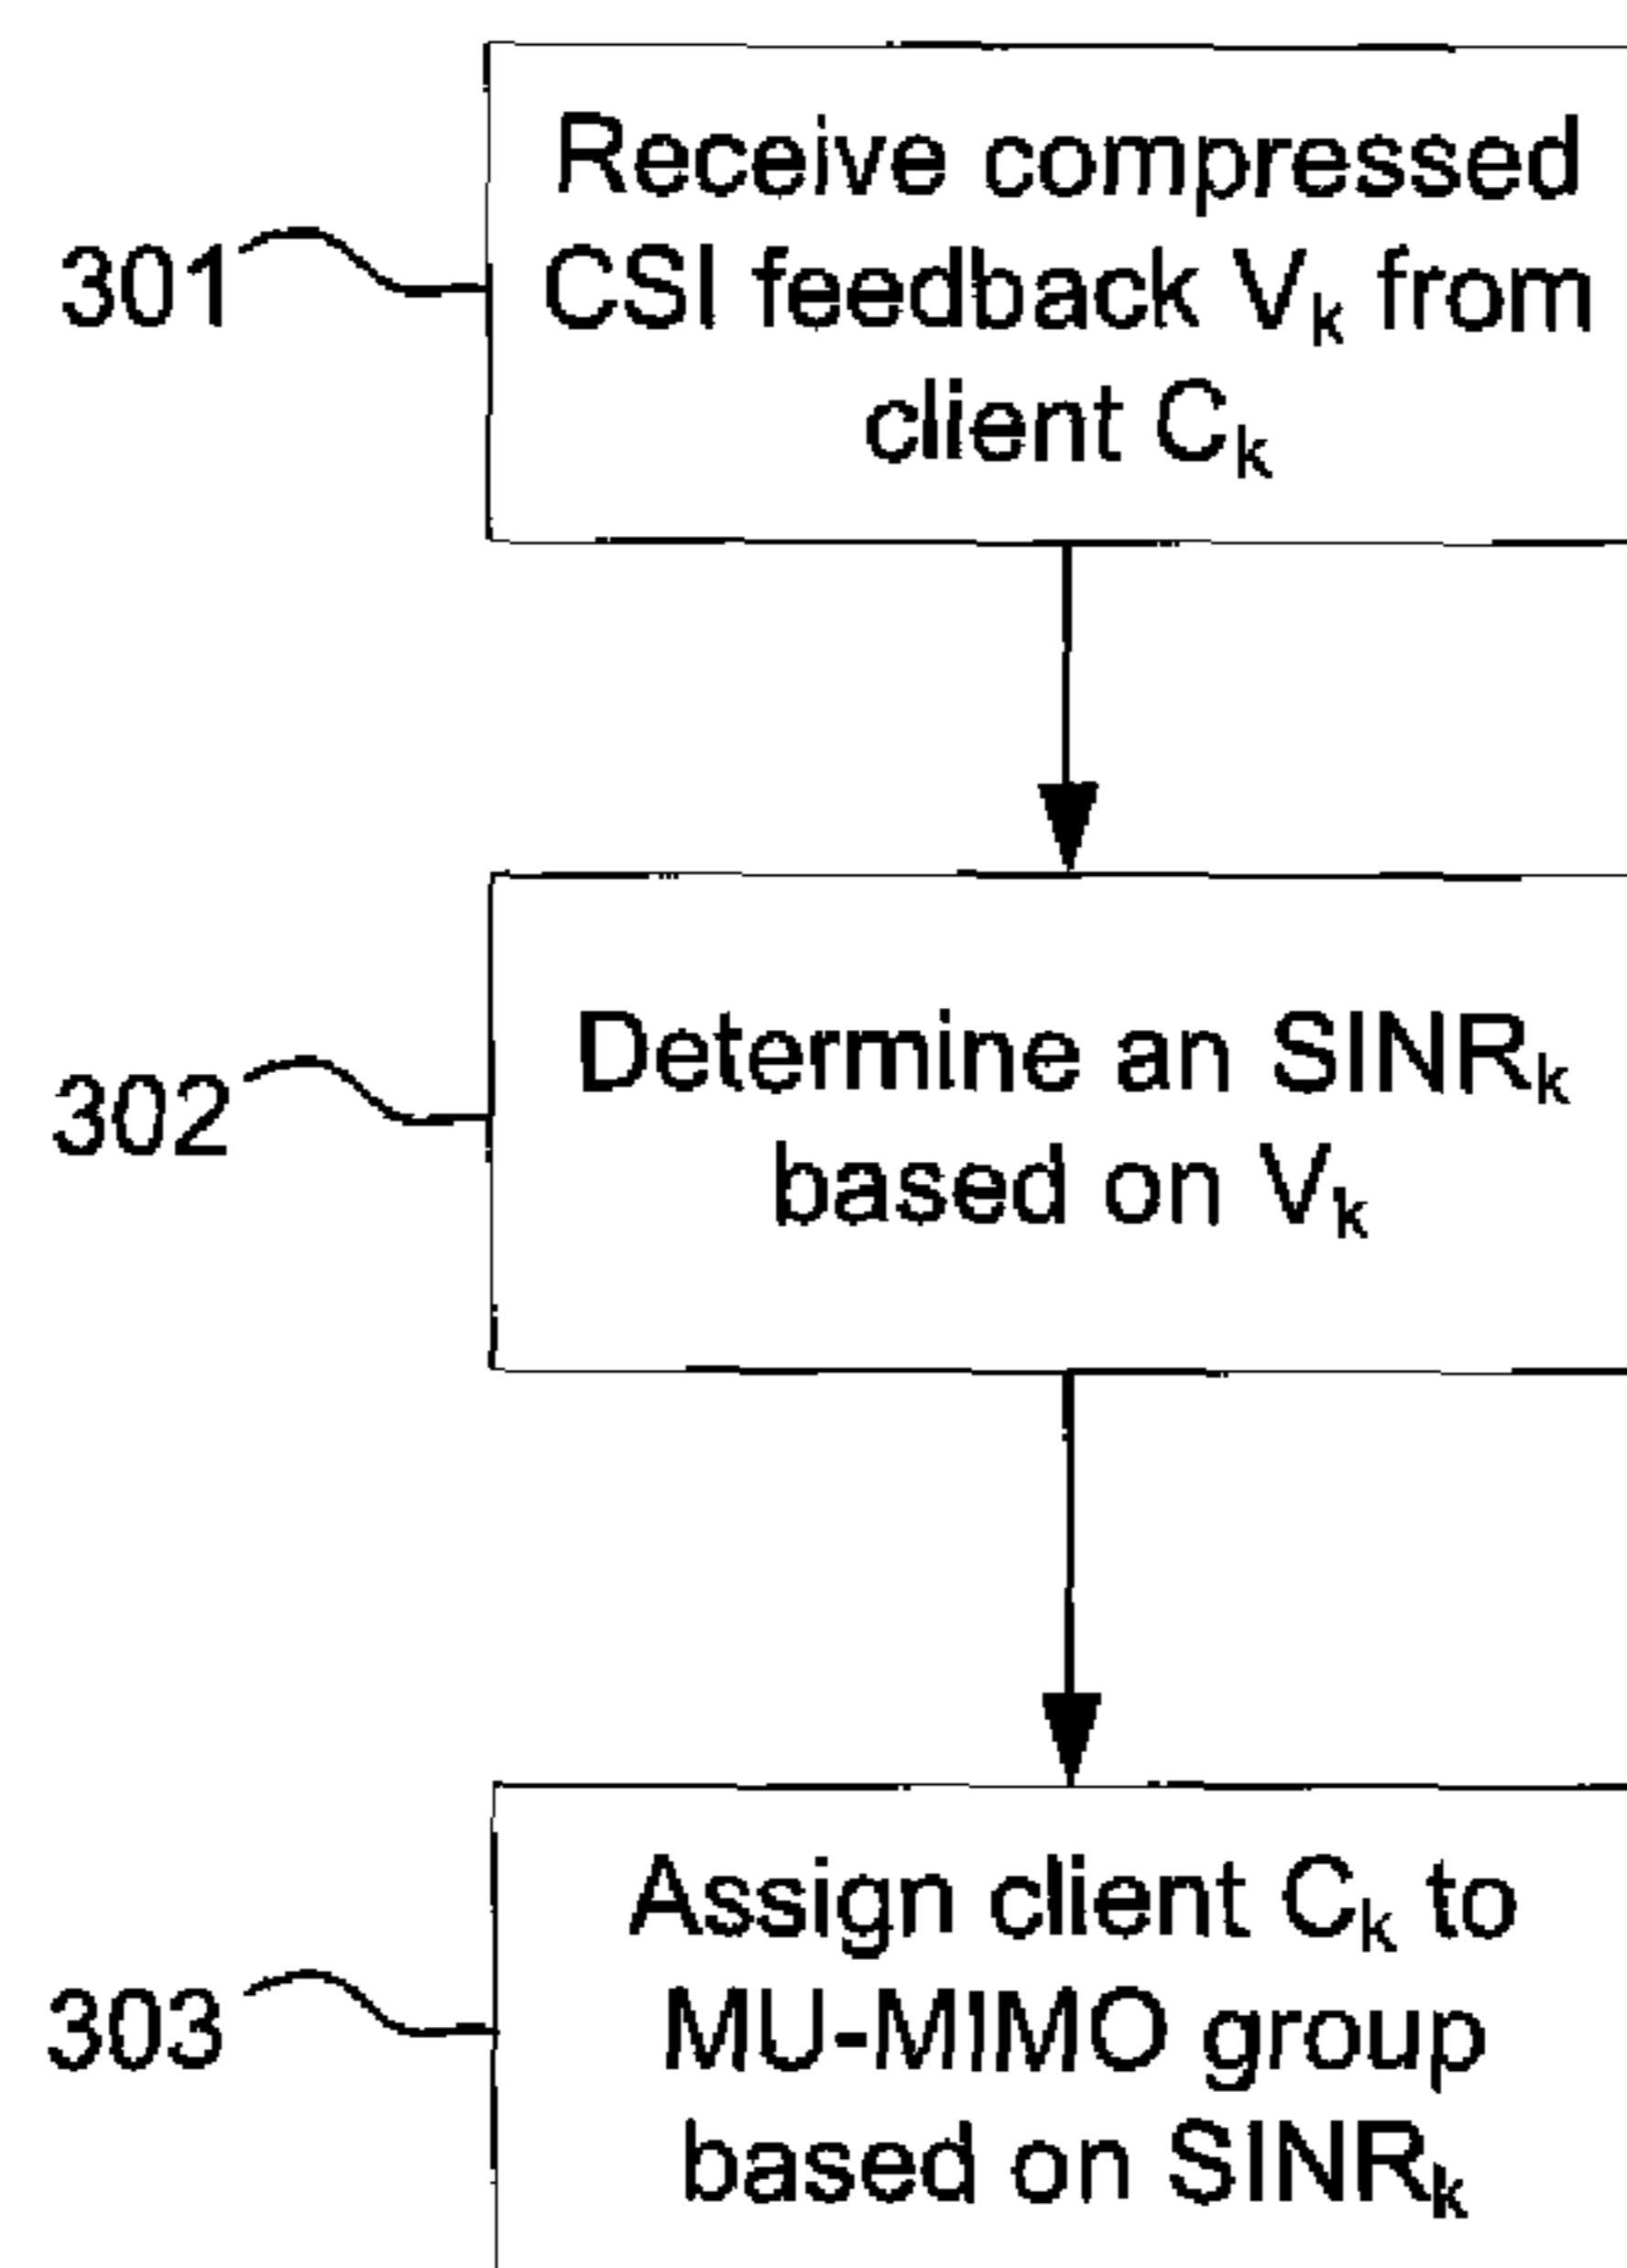 Receive compressed
301
CSI feedback Vk from
client Ck
Determine an SINRk
302
based on Vk
Assign client Ck to
303
MU-MIMO group
based on SINRk